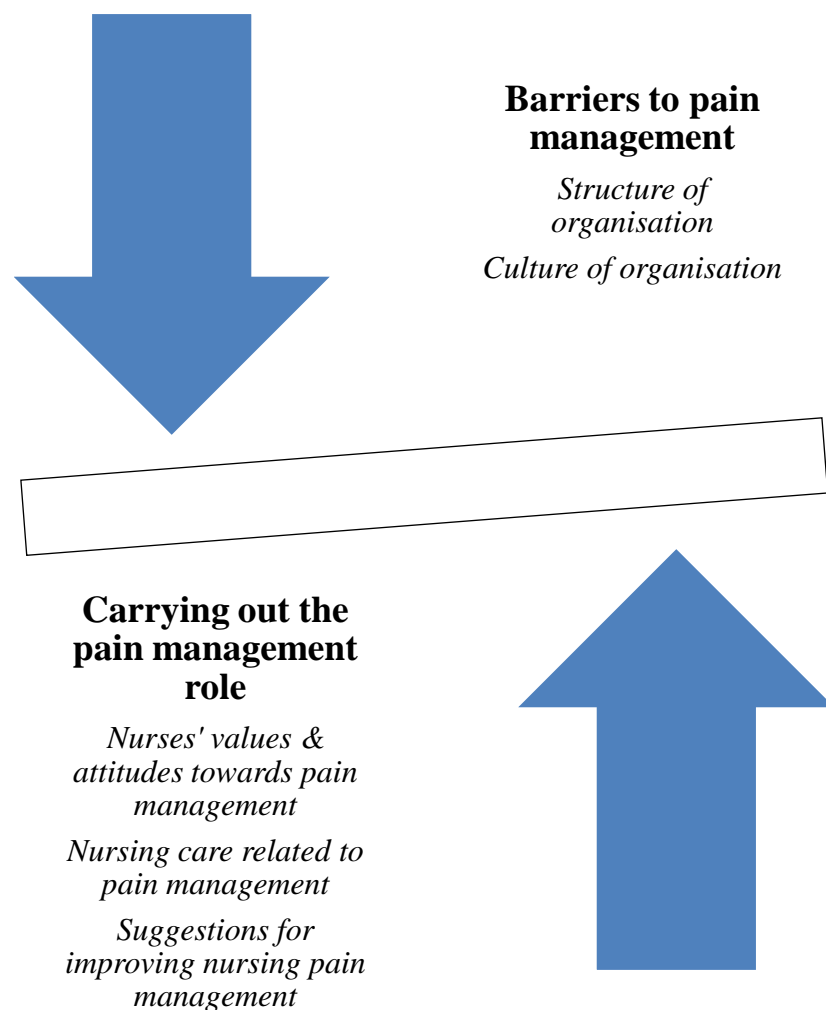 Barriers to pain
management
Structure of
organisation
Culture of organisation
Carrying out the
pain management
role
Nurses' values &
attitudes towards pain
management
Nursing care related to
pain management
Suggestions for
improving nursing pain
management